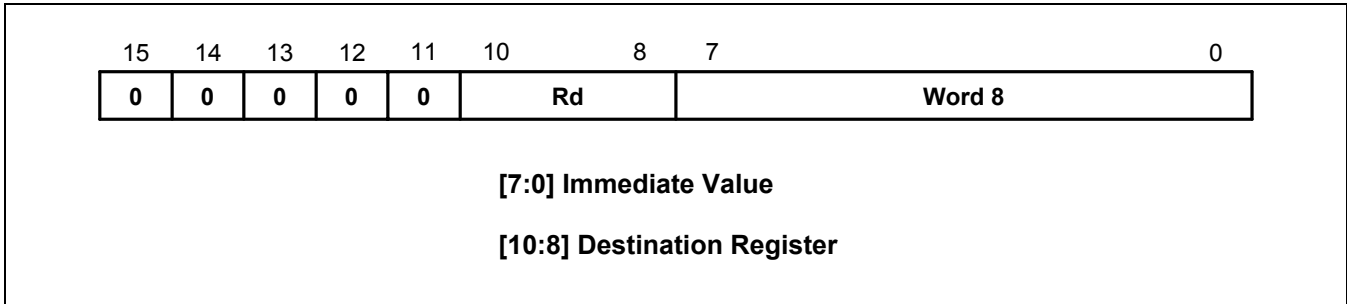 15 14 13 12 11 10 8 7 0
0 0 0 0 0 Rd Word 8
[7:0] Immediate Value
[10:8] Destination Register